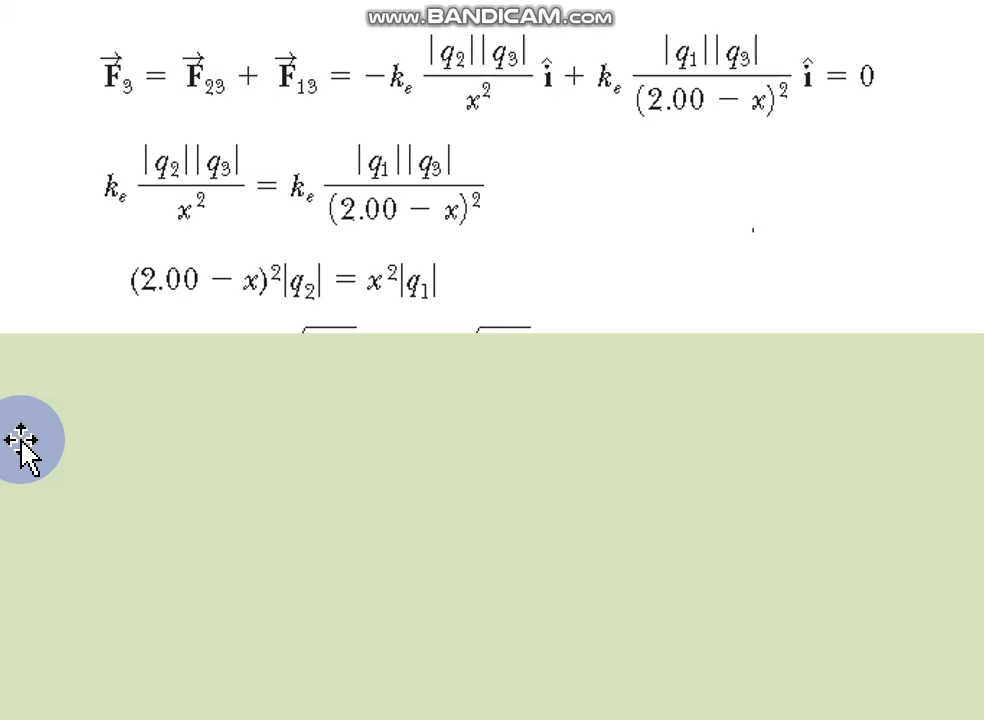 www.BANDICAM.com
F⃗₃ = F⃗₂₃ + F⃗₁₃ = −kₑ |q₂||q₃| / x² î + kₑ |q₁||q₃| / (2.00 − x)² î = 0
kₑ |q₂||q₃| / x² = kₑ |q₁||q₃| / (2.00 − x)²
(2.00 − x)²|q₂| = x²|q₁|